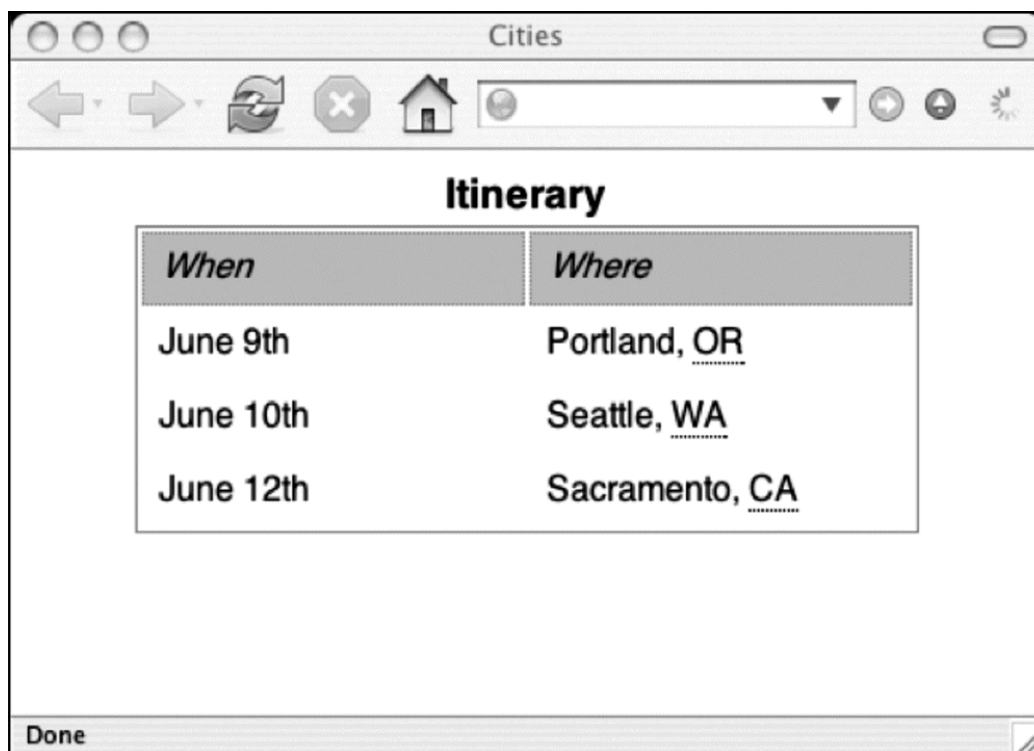 Cities
Itinerary
When Where
June 9th Portland, OR
June 10th Seattle, WA
June 12th Sacramento, CA
Done